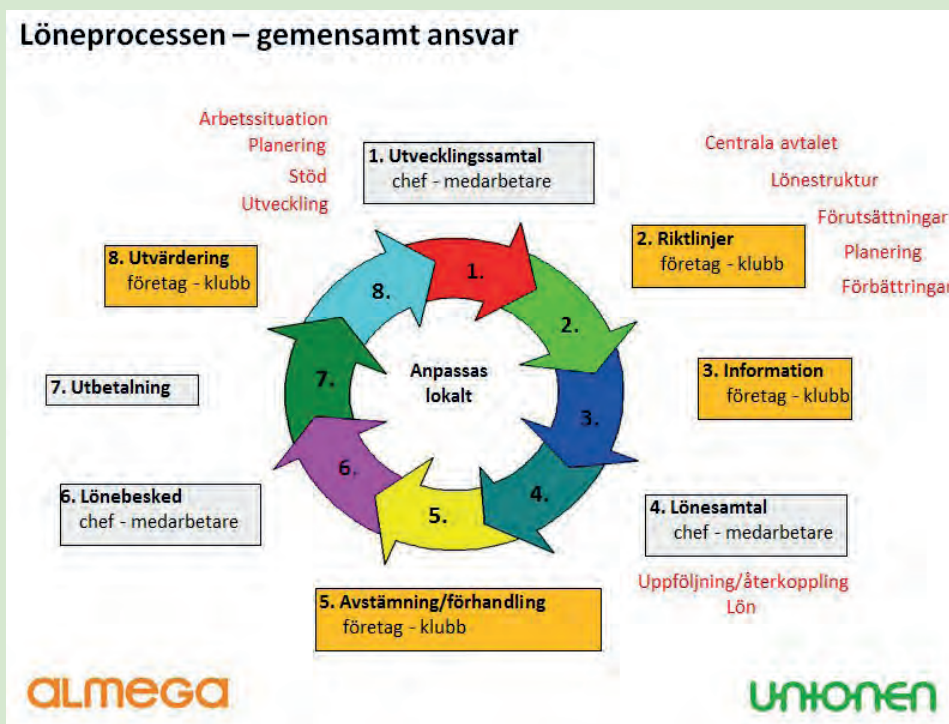 Löneprocessen – gemensamt ansvar
Arbetssituation
Planering
Stöd
Utveckling
1. Utvecklingssamtal
chef - medarbetare
Centrala avtalet
Lönestruktur
Förutsättningar
Planering
Förbättringar
2. Riktlinjer
företag - klubb
3. Information
företag - klubb
4. Lönesamtal
chef - medarbetare
Uppföljning/återkoppling
Lön
5. Avstämning/förhandling
företag - klubb
6. Lönebesked
chef - medarbetare
7. Utbetalning
8. Utvärdering
företag - klubb
1.
2.
3.
4.
5.
6.
7.
8.
Anpassas
lokalt
almega
unionen